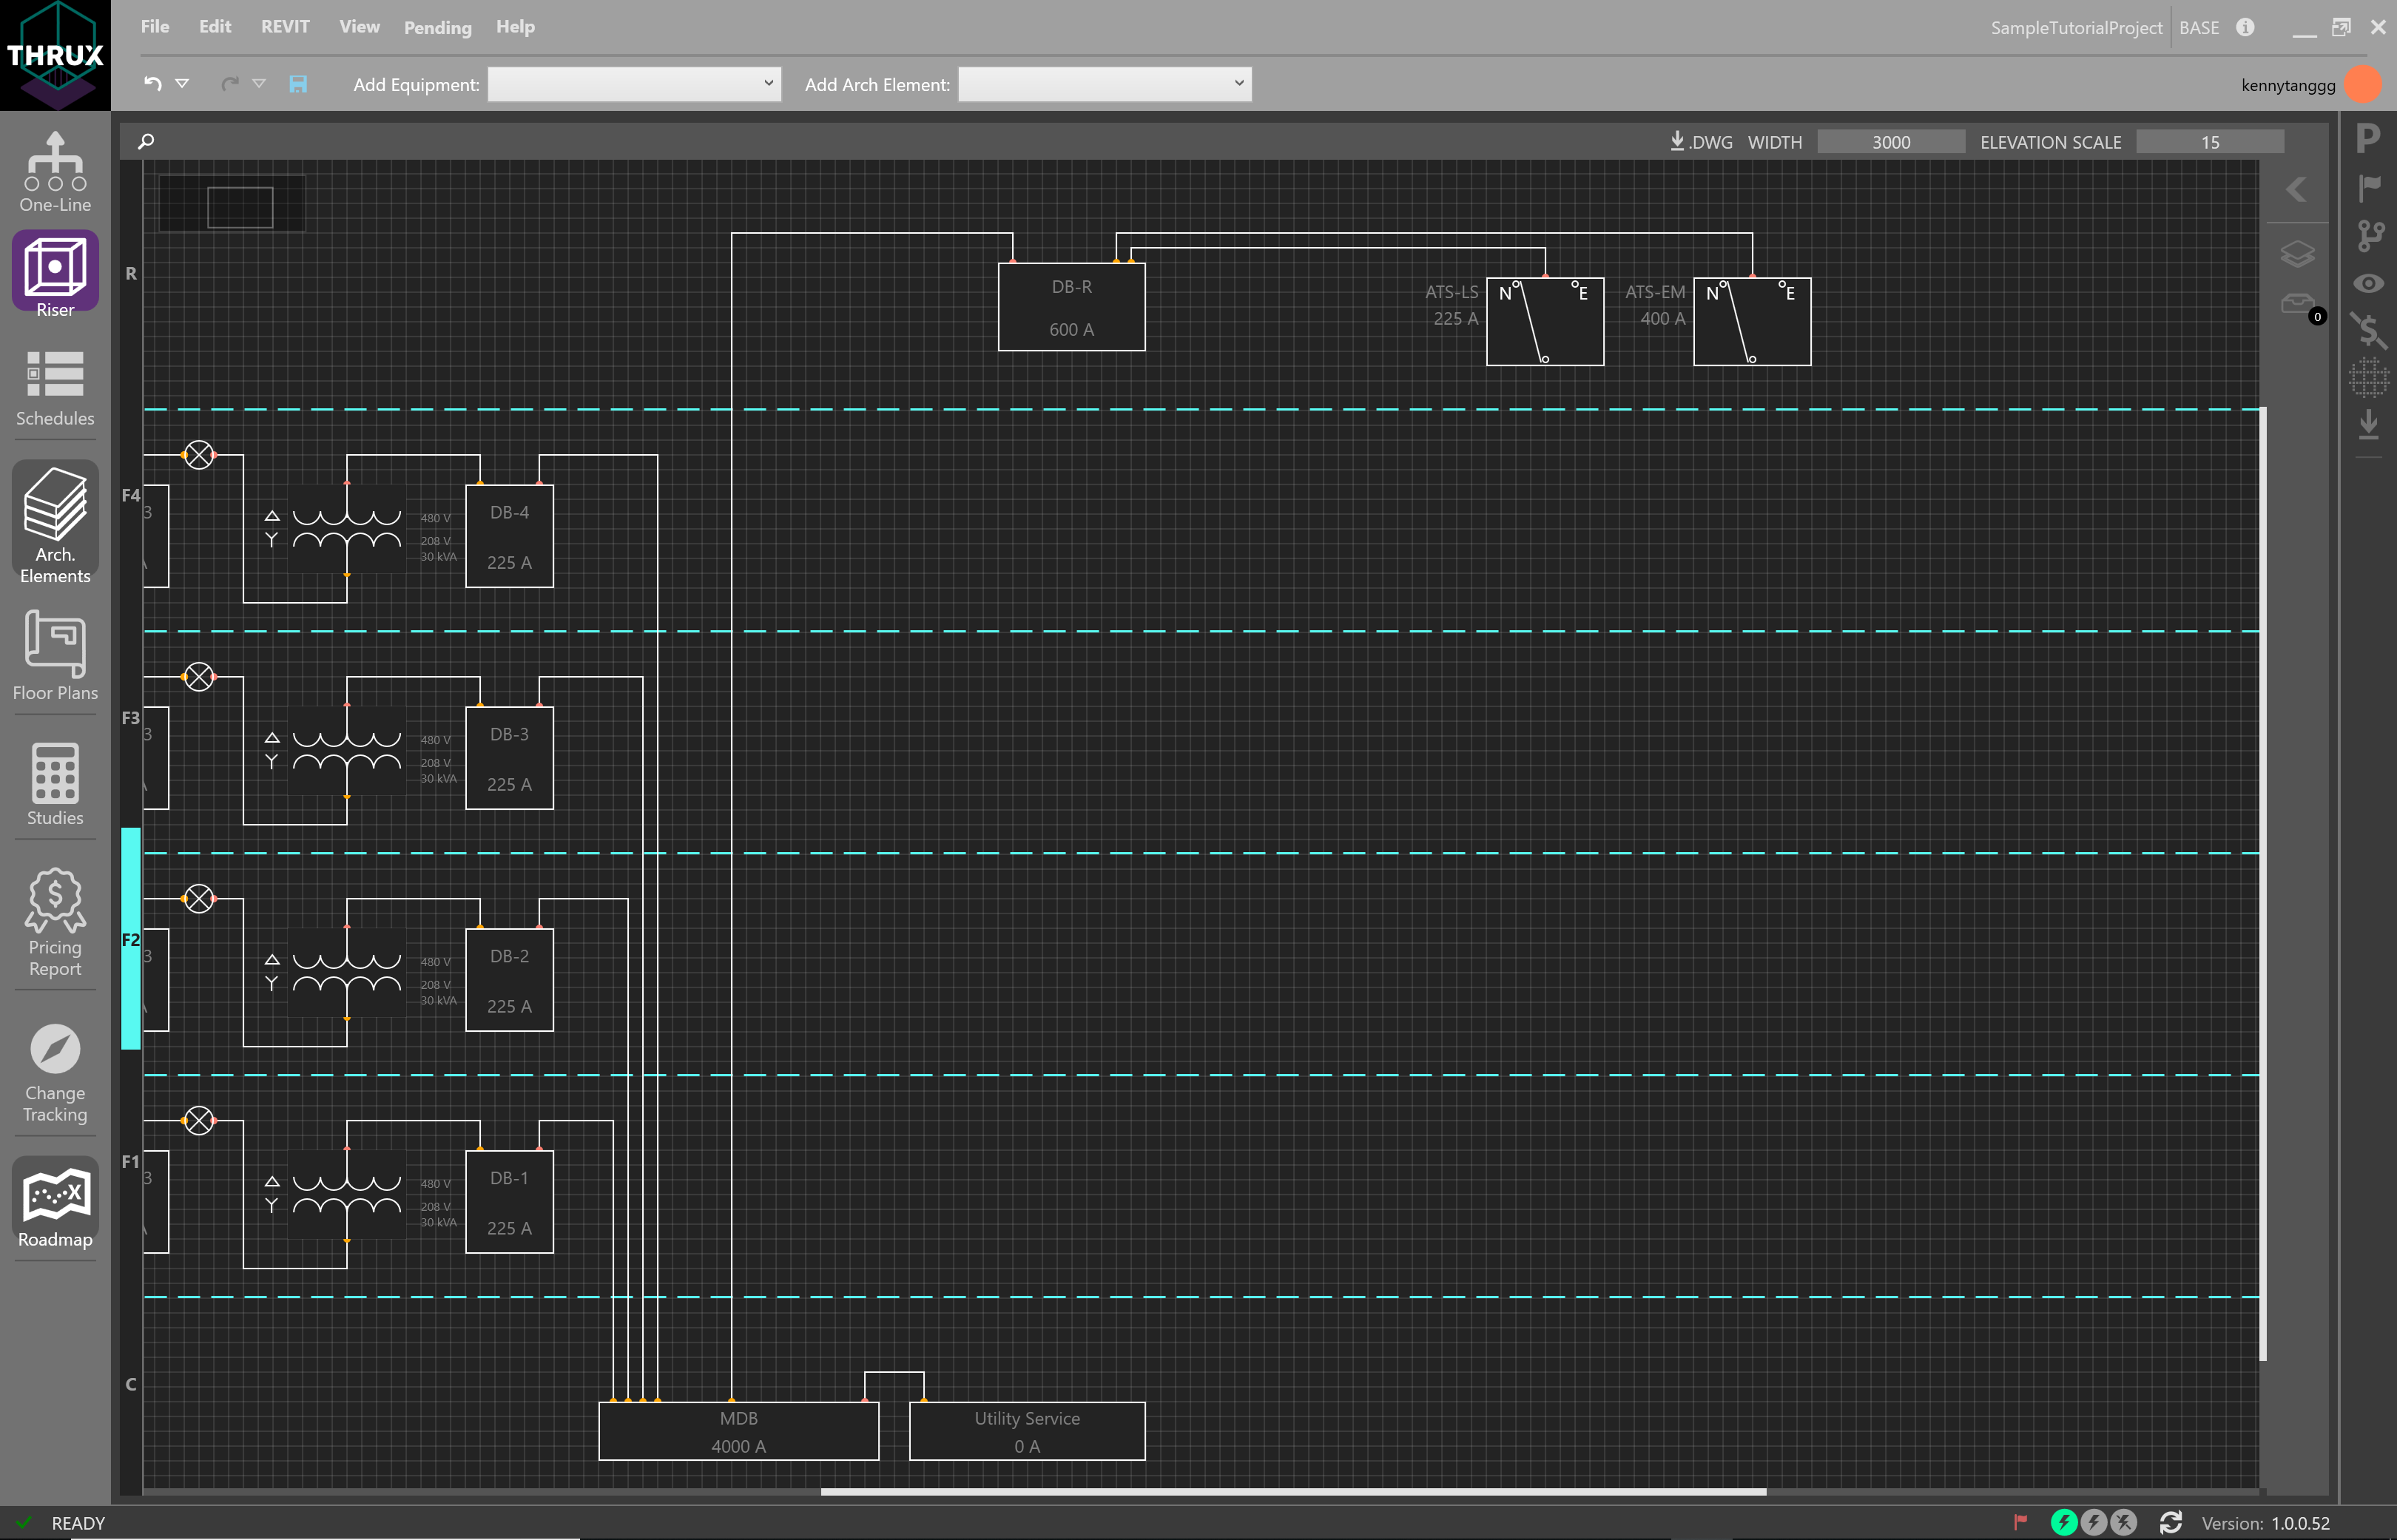 THRUX
File Edit REVIT View Pending Help
SampleTutorialProject BASE
Add Equipment: Add Arch Element:
kennytanggg
.DWG WIDTH 3000 ELEVATION SCALE 15
One-Line
Riser
Schedules
Arch.
Elements
Floor Plans
Studies
Pricing
Report
Change
Tracking
Roadmap
R
DB-R
600 A
ATS-LS
225 A
N E
ATS-EM
400 A
N E
P
0
F4
3
480 V
208 V
30 kVA
DB-4
225 A
F3
3
480 V
208 V
30 kVA
DB-3
225 A
F2
3
480 V
208 V
30 kVA
DB-2
225 A
F1
3
480 V
208 V
30 kVA
DB-1
225 A
C
MDB
4000 A
Utility Service
0 A
READY
Version: 1.0.0.52